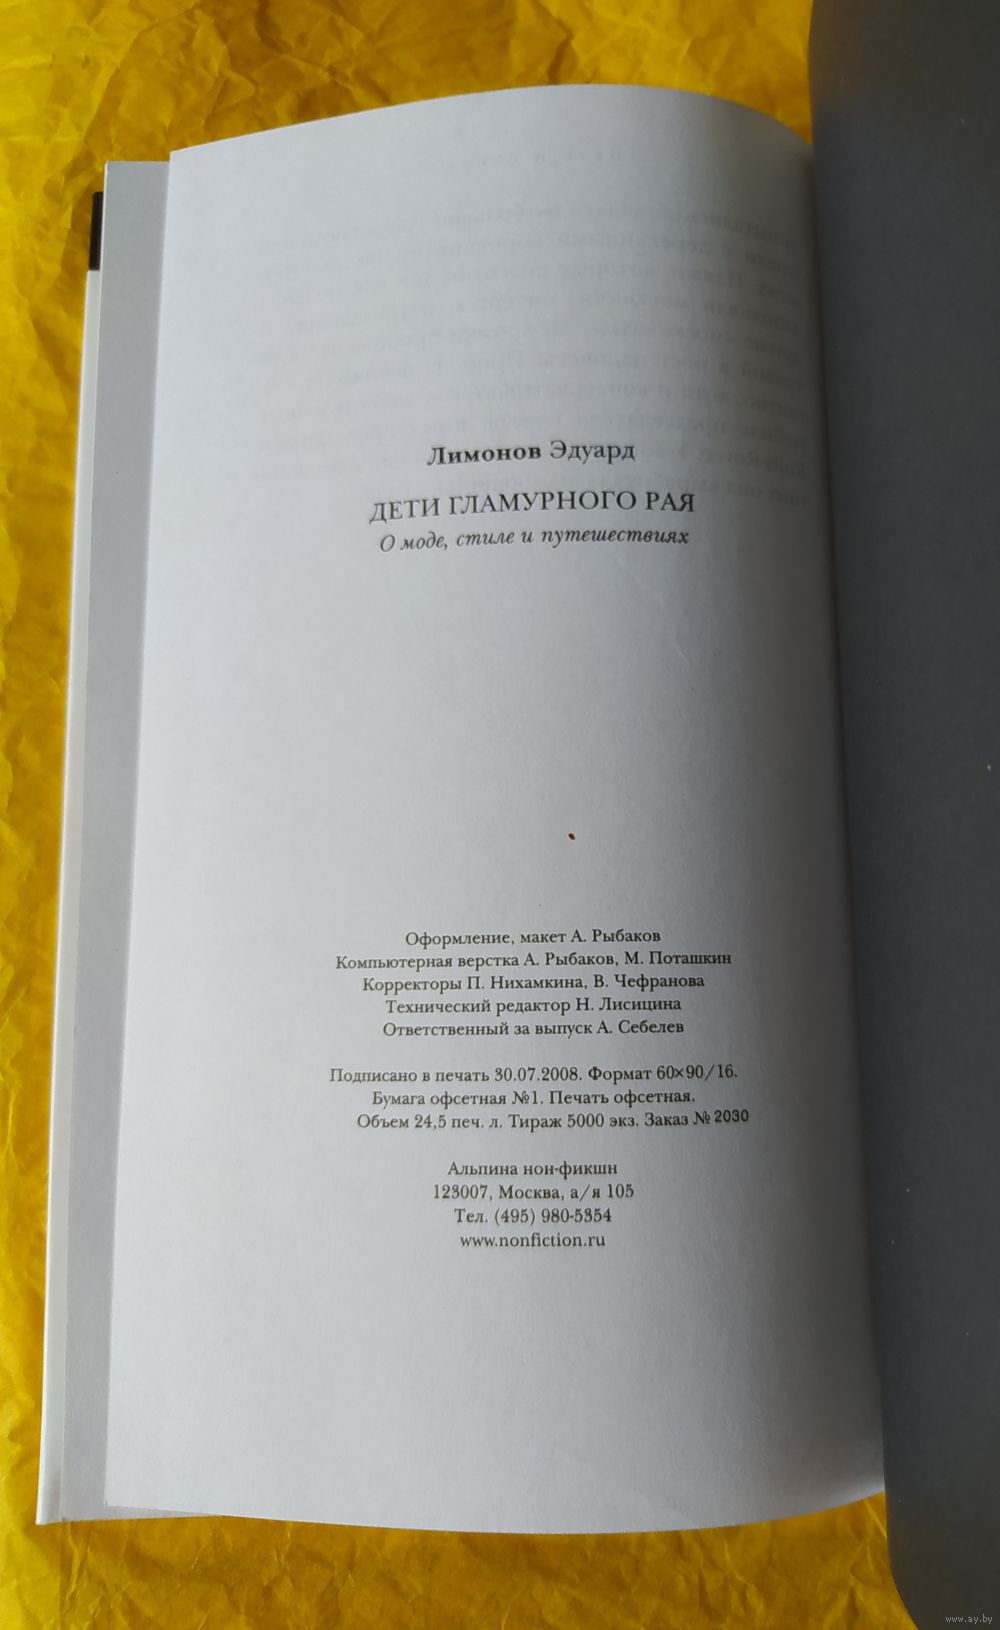 Лимонов Эдуард
ДЕТИ ГЛАМУРНОГО РАЯ
О моде, стиле и путешествиях
Оформление, макет А. Рыбаков
Компьютерная верстка А. Рыбаков, М. Поташкин
Корректоры П. Нихамкина, В. Чефранова
Технический редактор Н. Лисицина
Ответственный за выпуск А. Себелев
Подписано в печать 30.07.2008. Формат 60×90/16.
Бумага офсетная №1. Печать офсетная.
Объем 24,5 печ. л. Тираж 5000 экз. Заказ № 2030
Альпина нон-фикшн
123007, Москва, а/я 105
Тел. (495) 980-5354
www.nonfiction.ru
www.ay.by